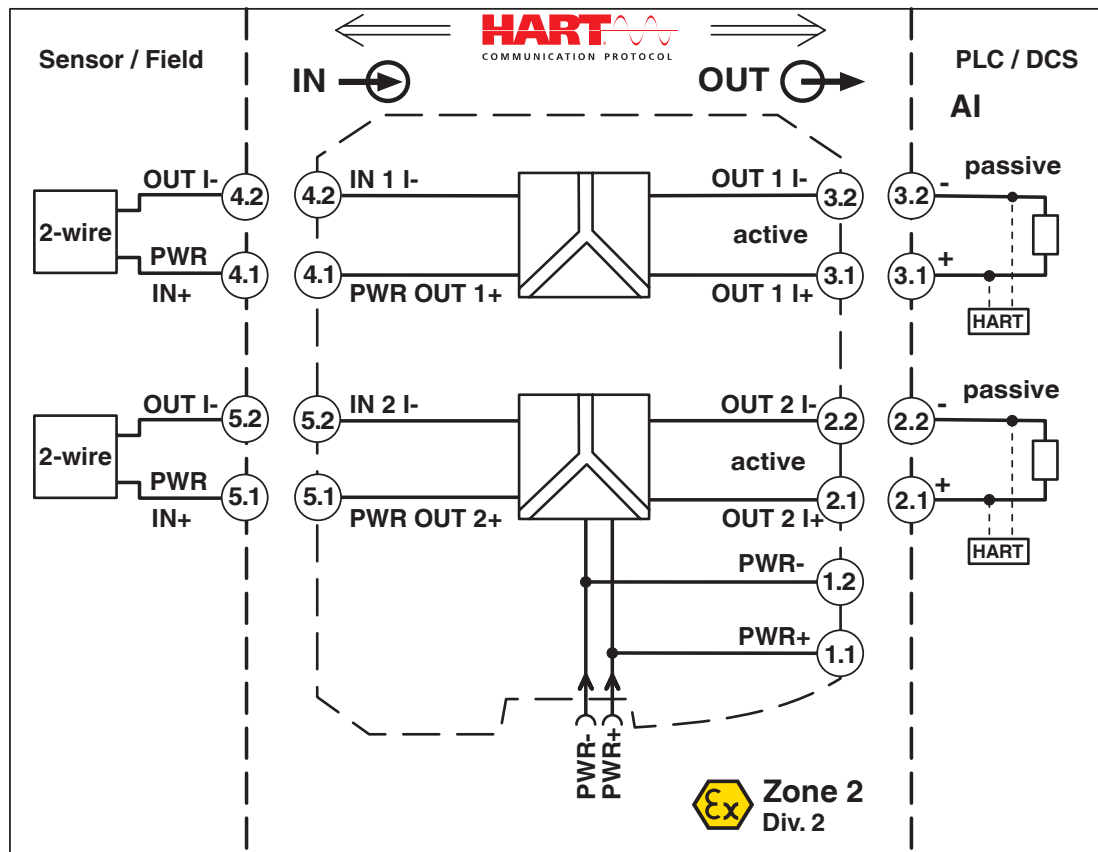 HART
COMMUNICATION PROTOCOL
Sensor / Field
IN
OUT
PLC / DCS
AI
OUT I-
4.2
4.2
IN 1 I-
OUT 1 I-
3.2
3.2
-
passive
2-wire
active
PWR
IN+
4.1
4.1
PWR OUT 1+
OUT 1 I+
3.1
3.1
+
HART
OUT I-
5.2
5.2
IN 2 I-
OUT 2 I-
2.2
2.2
-
passive
2-wire
active
PWR
IN+
5.1
5.1
PWR OUT 2+
OUT 2 I+
2.1
2.1
+
HART
PWR-
1.2
PWR+
1.1
PWR-
PWR+
Ex
Zone 2
Div. 2